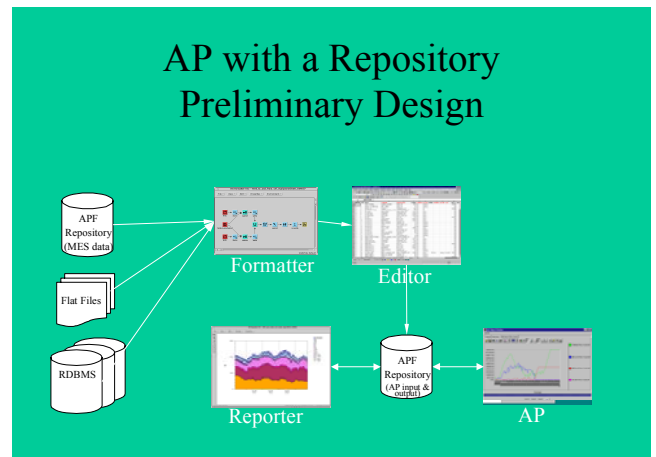 AP with a Repository
Preliminary Design
APF
Repository
(MES data)
Flat Files
RDBMS
Formatter
Editor
Reporter
APF
Repository
(AP input &
output)
AP